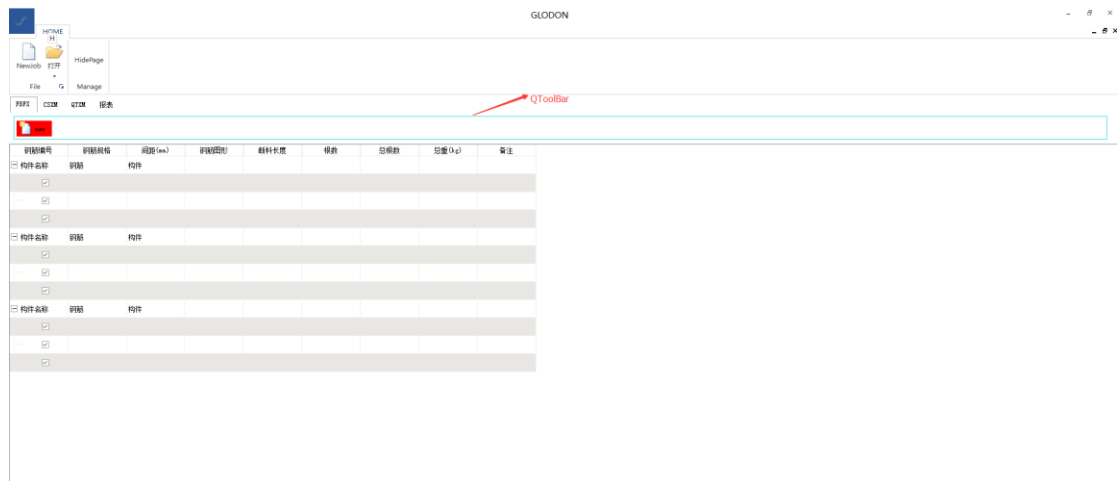 GLODON
HOME
H
NewJob 打开 HidePage
File Manage
报表
QToolBar
钢筋编号 钢筋规格 间距(mm) 钢筋图形 断料长度 根数 总根数 总重(kg) 备注
构件名称 钢筋 构件
构件名称 钢筋 构件
构件名称 钢筋 构件